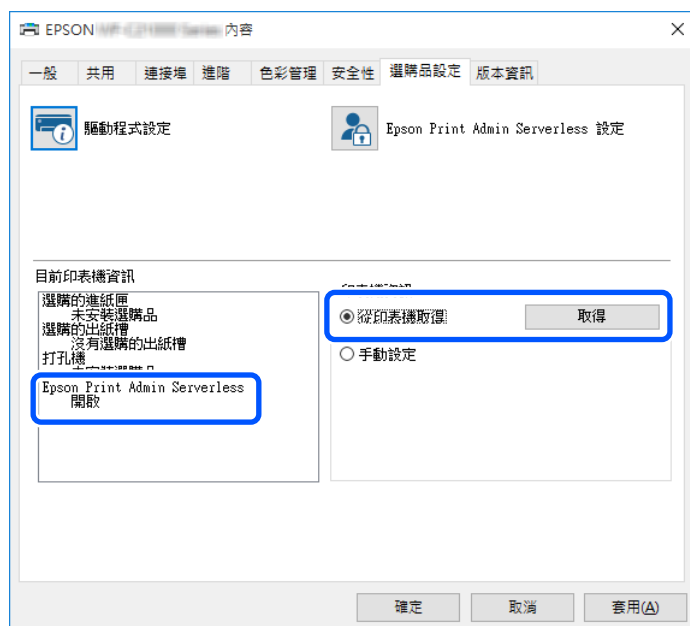 EPSON 內容
一般 共用 連接埠 進階 色彩管理 安全性 選購品設定 版本資訊
驅動程式設定
Epson Print Admin Serverless 設定
目前印表機資訊
選購的進紙匣
未安裝選購品
選購的出紙槽
沒有選購的出紙槽
打孔機
Epson Print Admin Serverless
開啟
從印表機取得
取得
手動設定
確定 取消 套用(A)